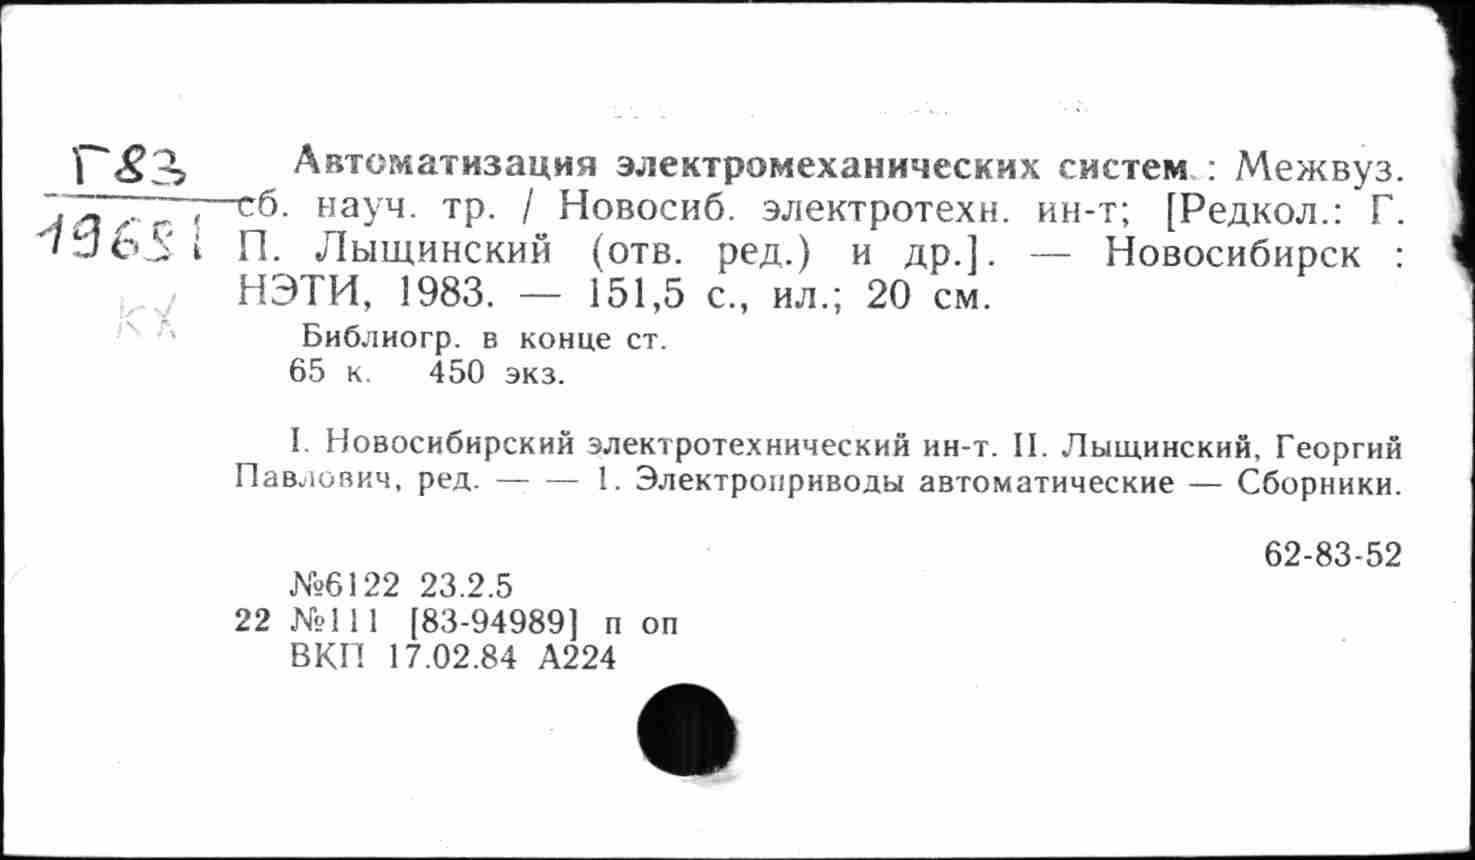 Г83
Автоматизация электромеханических систем : Межвуз.
сб. науч. тр. / Новосиб. электротехн. ин-т; [Редкол.: Г.
П. Лыщинский (отв. ред.) и др.]. — Новосибирск :
НЭТИ, 1983. — 151,5 с., ил.; 20 см.
кх
Библиогр. в конце ст.
65 к. 450 экз.
I. Новосибирский электротехнический ин-т. II. Лыщинский, Георгий
Павлович, ред. — — 1. Электроприводы автоматические — Сборники.
62-83-52
№6122 23.2.5
22 №111 [83-94989] п оп
ВКП 17.02.84 А224